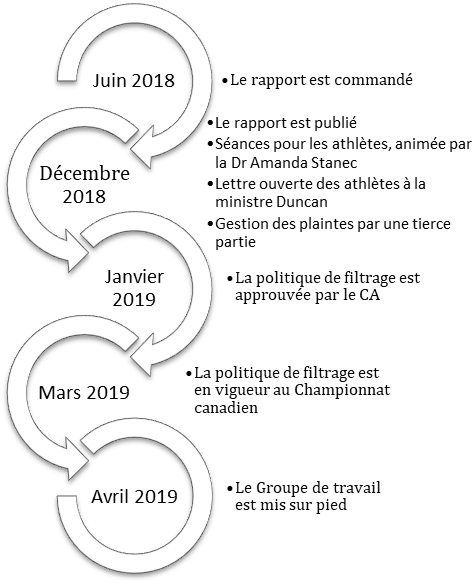 Juin 2018
•Le rapport est commandé
Décembre
2018
•Le rapport est publié
•Séances pour les athlètes, animée par
la Dr Amanda Stanec
•Lettre ouverte des athlètes à la
ministre Duncan
•Gestion des plaintes par une tierce
partie
Janvier
2019
•La politique de filtrage est
approuvée par le CA
Mars 2019
•La politique de filtrage est
en vigueur au Championnat
canadien
Avril 2019
•Le Groupe de travail
est mis sur pied